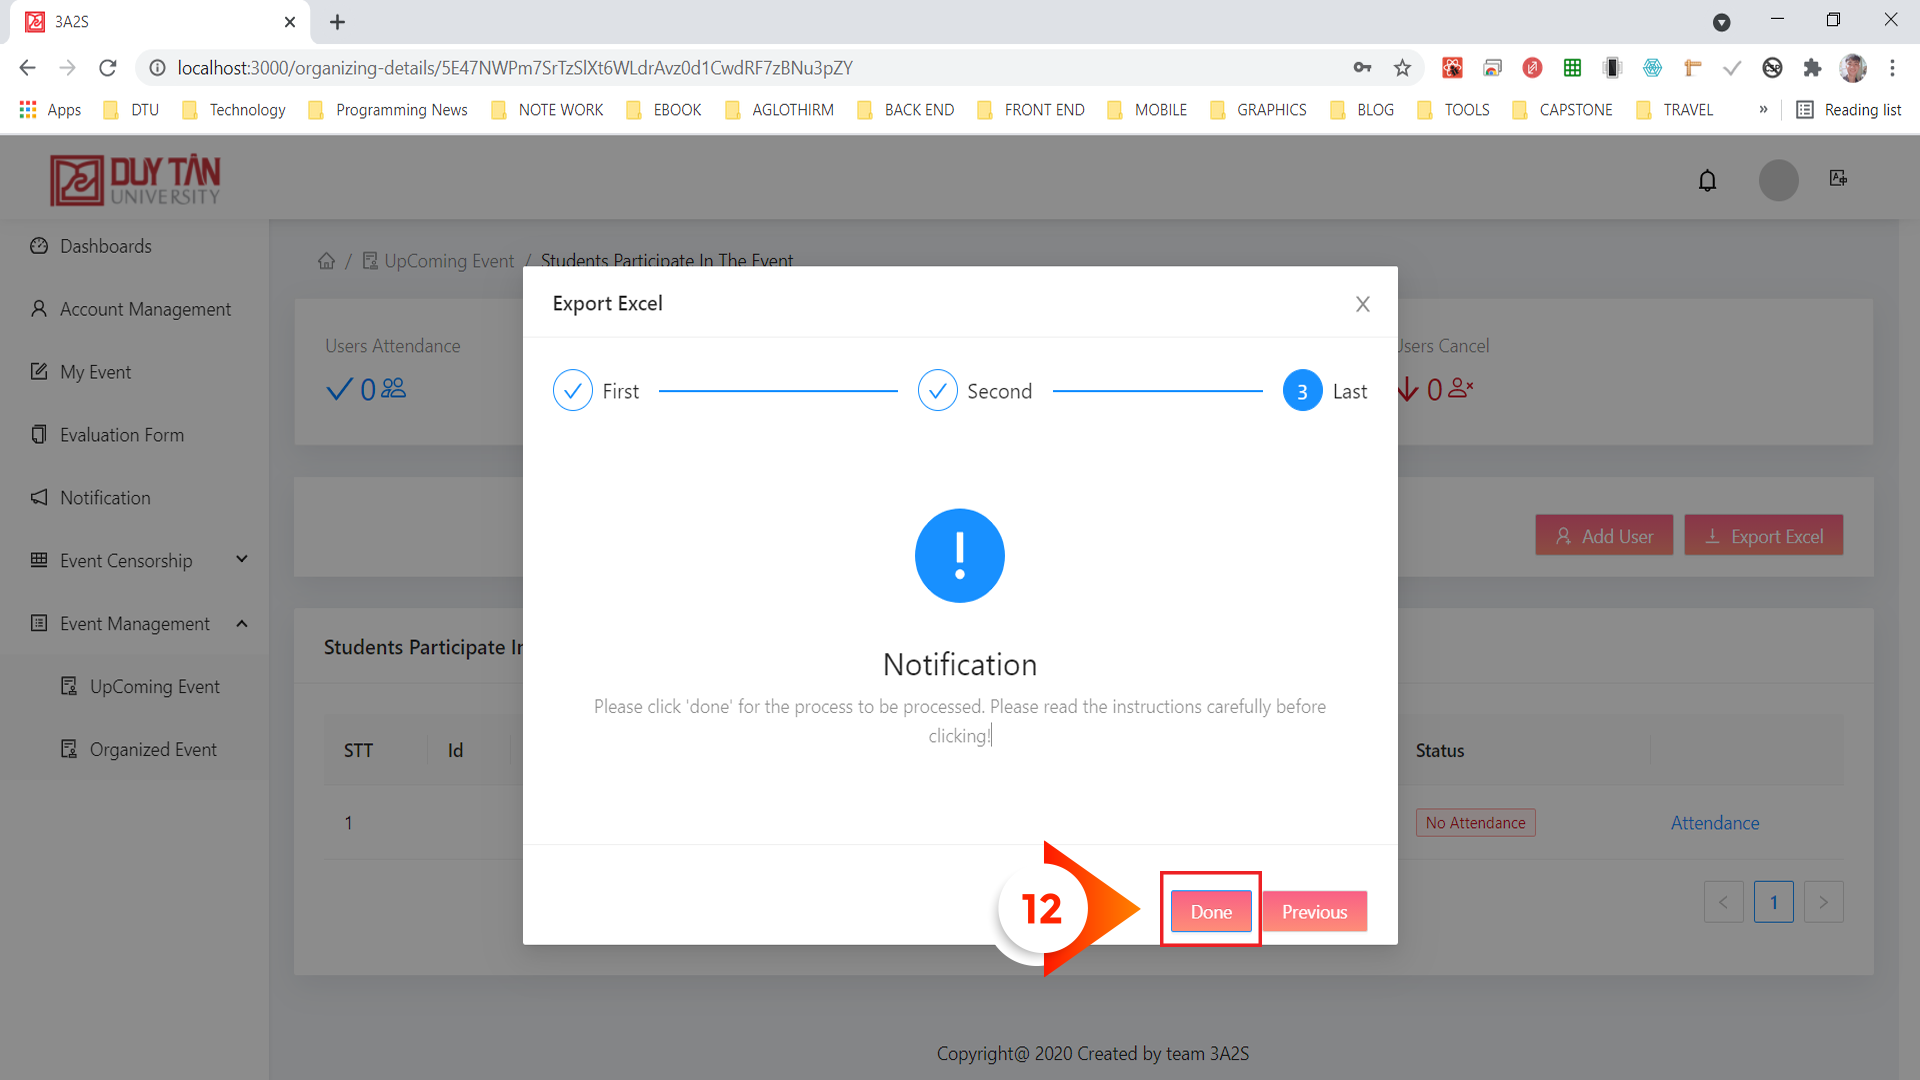 3A2S
localhost:3000/organizing-details/5E47NWPm7SrTzSlXt6WLdrAvz0d1CwdRF7zBNu3pZY
Apps DTU Technology Programming News NOTE WORK EBOOK AGLOTHIRM BACK END FRONT END MOBILE GRAPHICS BLOG TOOLS CAPSTONE TRAVEL » Reading list
DUY TÂN
UNIVERSITY
Dashboards
Account Management
My Event
Evaluation Form
Notification
Event Censorship
Event Management
UpComing Event
Organized Event
/ UpComing Event / Students Participate In The Event
Users Attendance
0
Users Cancel
0
Add User
Export Excel
Students Participate In
STT Id Status
1 No Attendance Attendance
< 1 >
Export Excel
First Second 3 Last
!
Notification
Please click 'done' for the process to be processed. Please read the instructions carefully before
clicking!
12
Done Previous
Copyright@ 2020 Created by team 3A2S